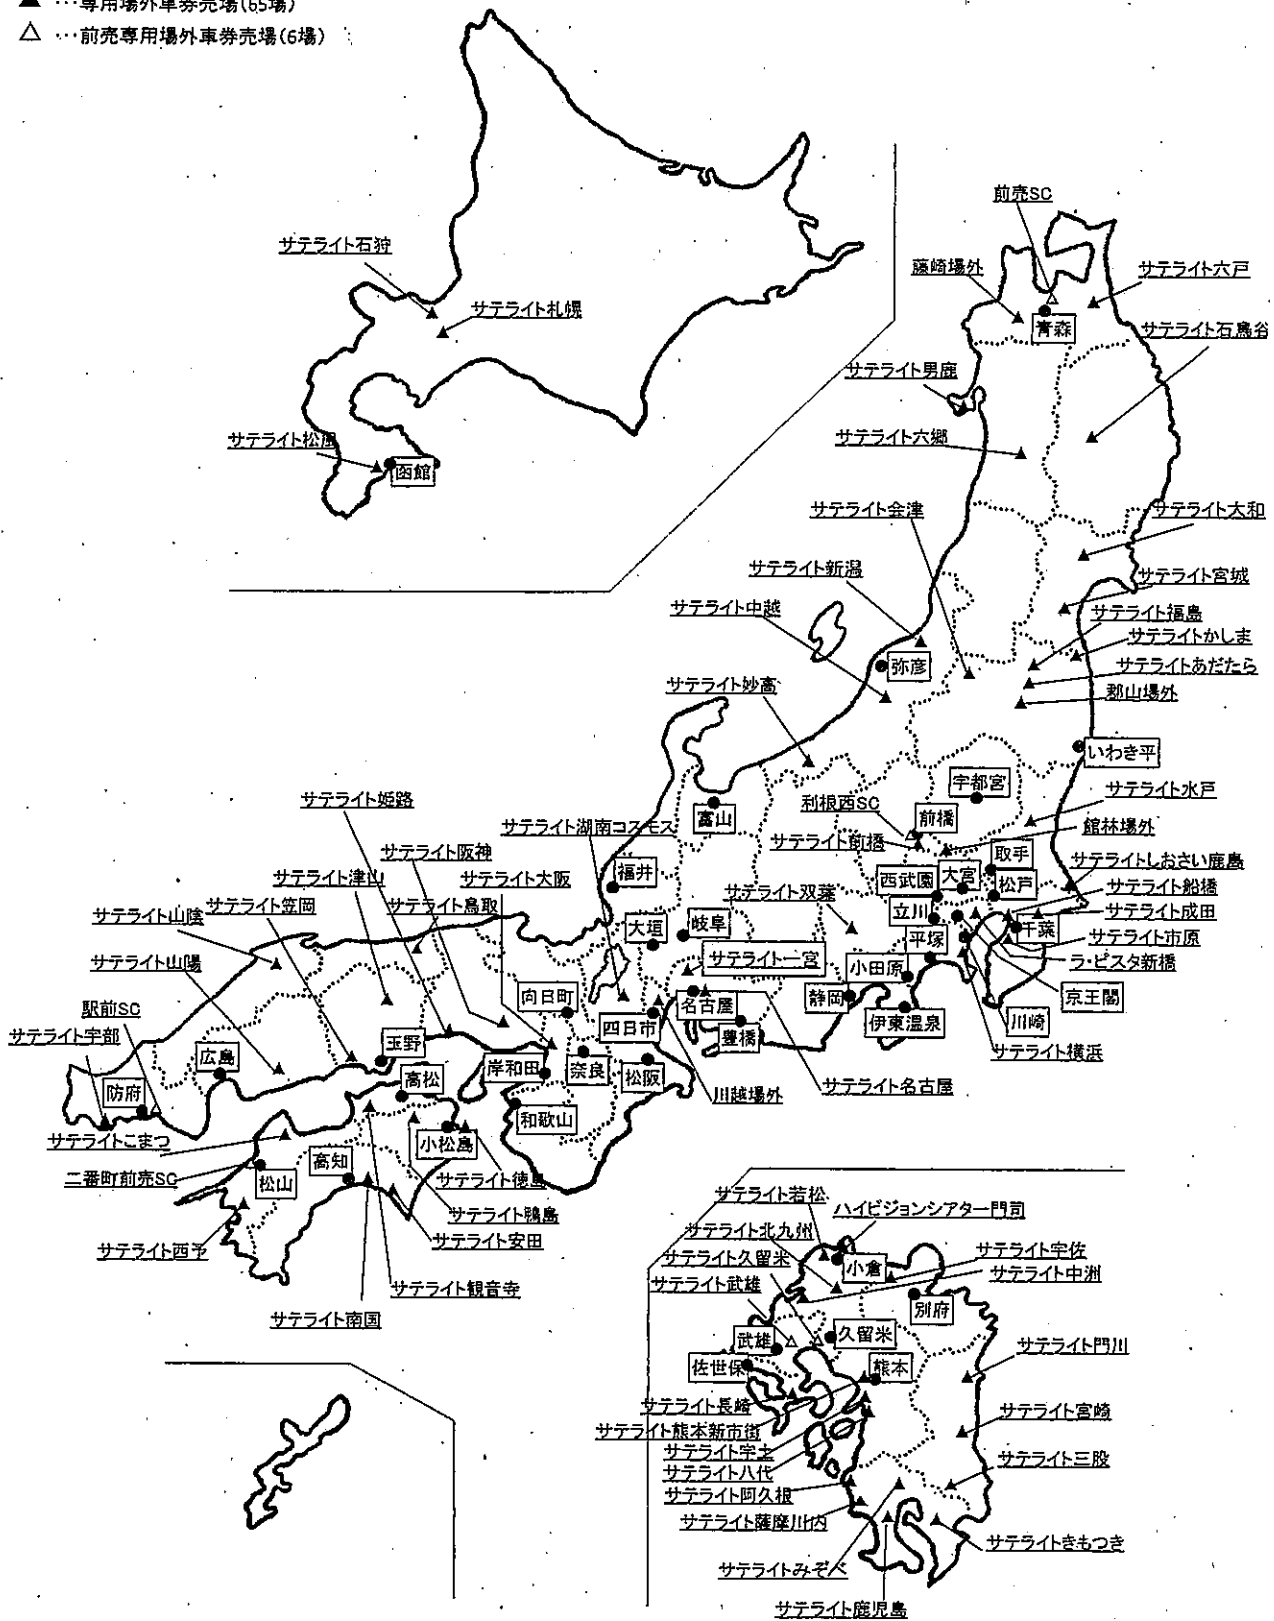 ▲ …専用場外車券売場(65場)
△ …前売専用場外車券売場(6場)
サテライト石狩
サテライト札幌
サテライト松風
函館
前売SC
藤崎場外
サテライト六戸
青森
サテライト石鳥谷
サテライト男鹿
サテライト六郷
サテライト会津
サテライト大和
サテライト新潟
サテライト宮城
サテライト中越
サテライト福島
サテライトかしま
弥彦
サテライトあだたら
サテライト妙高
郡山場外
いわき平
宇都宮
サテライト水戸
サテライト姫路
利根西SC
前橋
富山
サテライト湖南コスモス
館林場外
サテライト前橋
サテライト阪神
取手
サテライトしおさい鹿島
福井
サテライト津山
サテライト大阪
西武園
大宮
松戸
サテライト船橋
サテライト双葉
サテライト笠岡
サテライト鳥取
サテライト山陰
立川
サテライト成田
大垣
岐阜
千葉
平塚
サテライト市原
サテライト山陽
サテライト一宮
小田原
ラ・ピスタ新橋
向日町
名古屋
静岡
京王閣
駅前SC
四日市
伊東温泉
川崎
サテライト宇部
玉野
豊橋
サテライト横浜
広島
岸和田
奈良
松阪
高松
サテライト名古屋
防府
川越場外
和歌山
サテライトこまつ
小松島
高知
二番町前売SC
松山
サテライト徳島
サテライト鴨島
サテライト安田
サテライト西予
サテライト観音寺
サテライト南国
サテライト若松
ハイビジョンシアター門司
サテライト北九州
サテライト久留米
サテライト宇佐
小倉
サテライト中洲
サテライト武雄
別府
久留米
武雄
サテライト門川
佐世保
熊本
サテライト長崎
サテライト宮崎
サテライト熊本新市街
サテライト宇土
サテライト三股
サテライト八代
サテライト阿久根
サテライト薩摩川内
サテライトきもつき
サテライトみぞべ
サテライト鹿児島